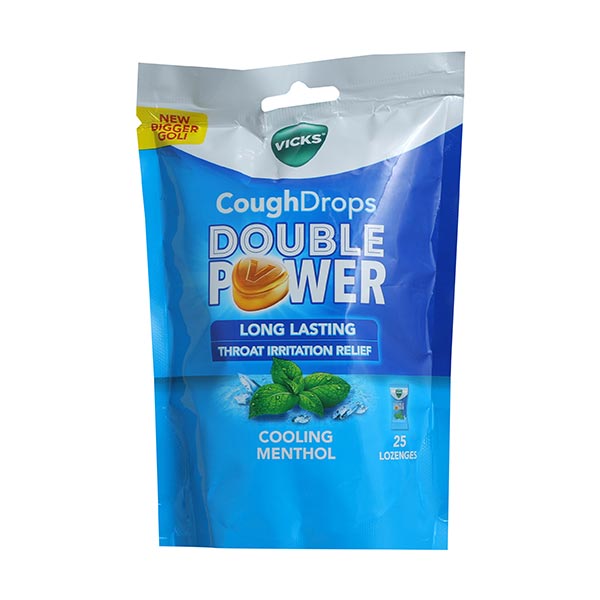 NEW
BIGGER
GOLI
VICKS
CoughDrops
DOUBLE
POWER
LONG LASTING
THROAT IRRITATION RELIEF
COOLING
MENTHOL
25
LOZENGES